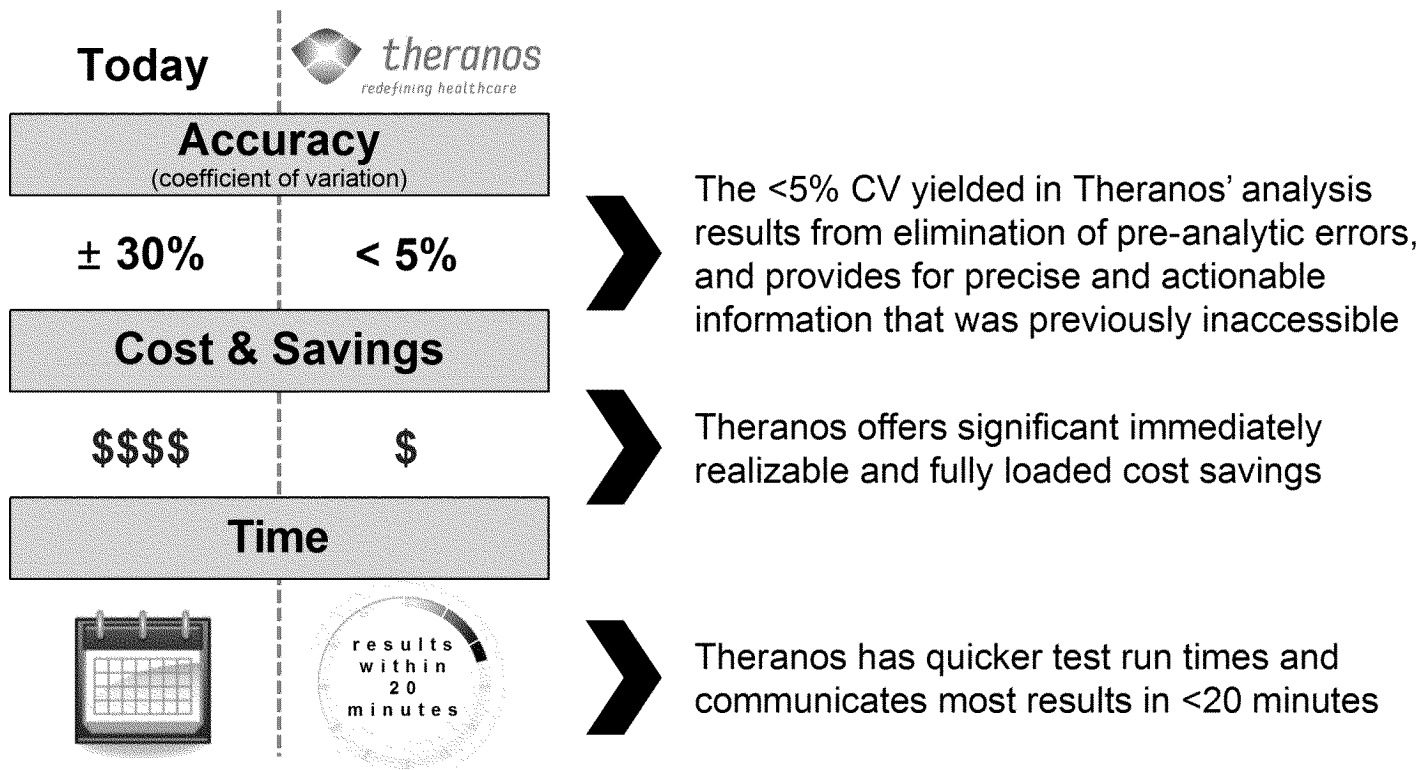 Today
theranos
redefining healthcare
Accuracy
(coefficient of variation)
± 30%
< 5%
The <5% CV yielded in Theranos’ analysis
results from elimination of pre-analytic errors,
and provides for precise and actionable
information that was previously inaccessible
Cost & Savings
$$$$
$
Theranos offers significant immediately
realizable and fully loaded cost savings
Time
results
within
20
minutes
Theranos has quicker test run times and
communicates most results in <20 minutes